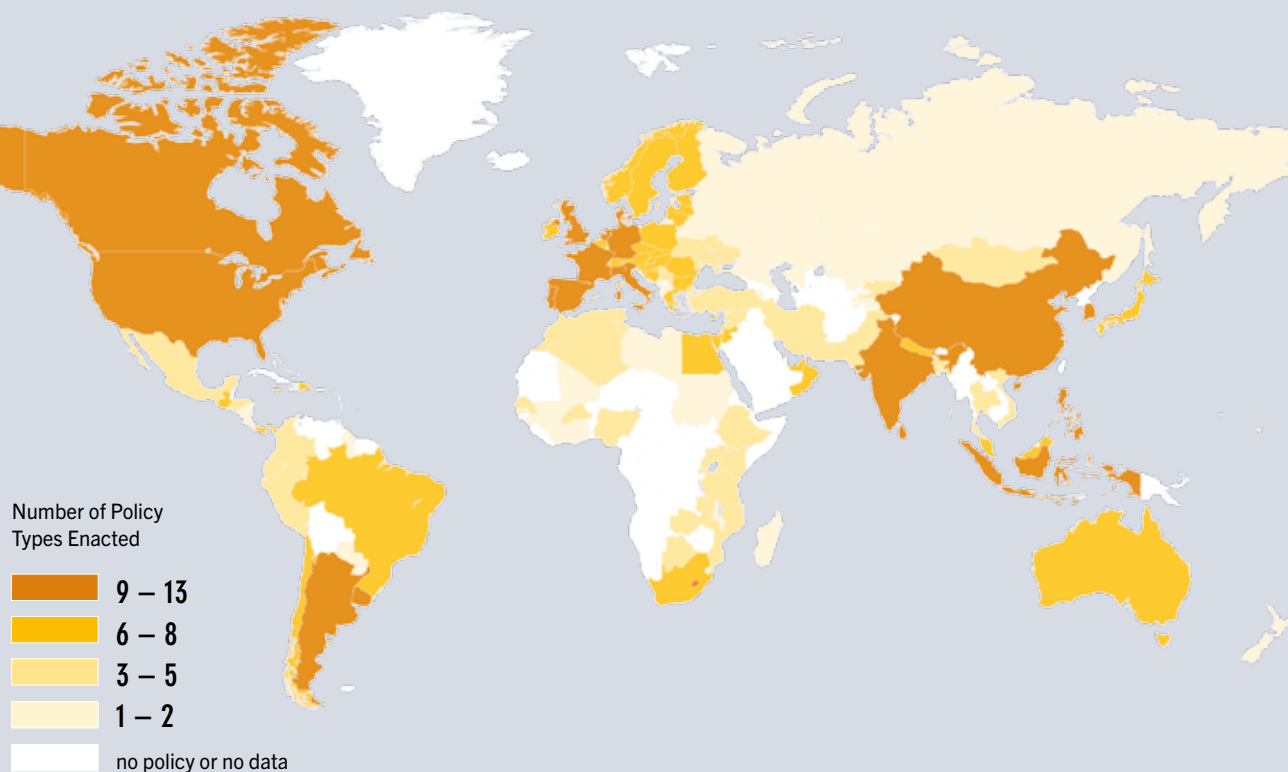 Number of Policy
Types Enacted
9 – 13
6 – 8
3 – 5
1 – 2
no policy or no data